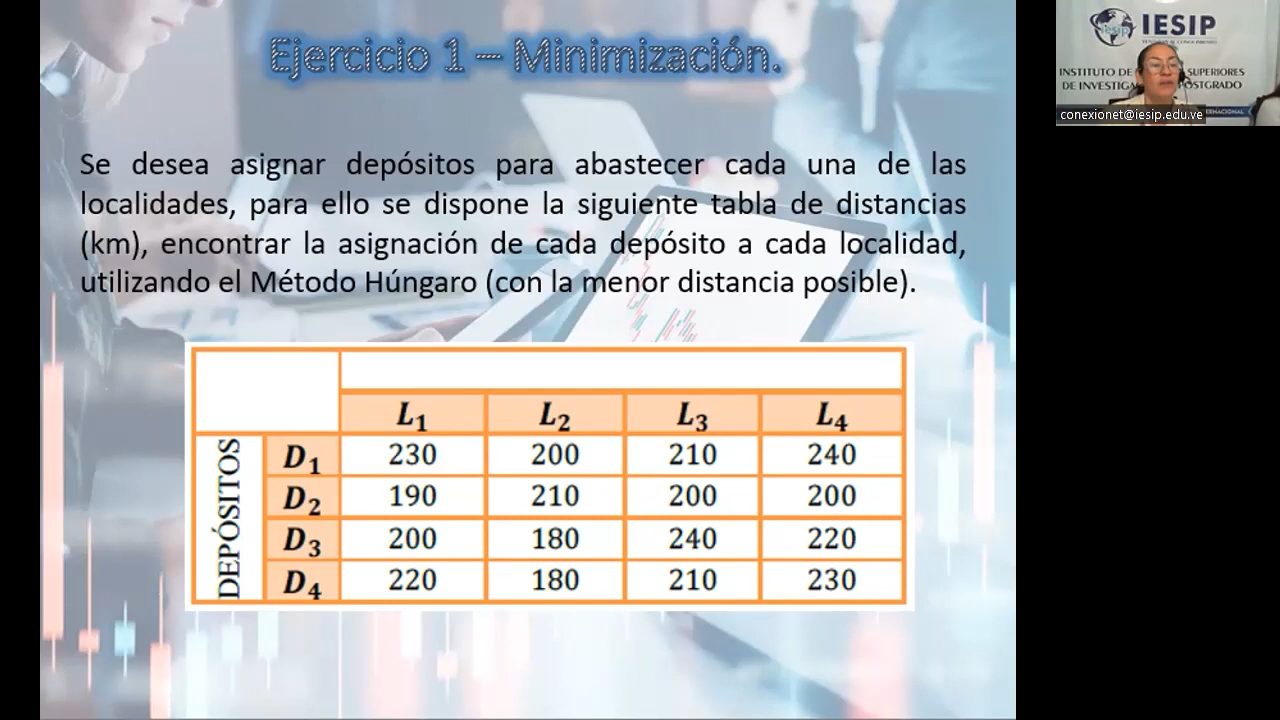 Ejercicio 1 – Minimización.
Se desea asignar depósitos para abastecer cada una de las
localidades, para ello se dispone la siguiente tabla de distancias
(km), encontrar la asignación de cada depósito a cada localidad,
utilizando el Método Húngaro (con la menor distancia posible).
L1 L2 L3 L4
DEPÓSITOS
D1 230 200 210 240
D2 190 210 200 200
D3 200 180 240 220
D4 220 180 210 230
IESIP
INSTITUTO DE SUPERIORES
DE INVESTIGA POSTGRADO
conexionet@iesip.edu.ve